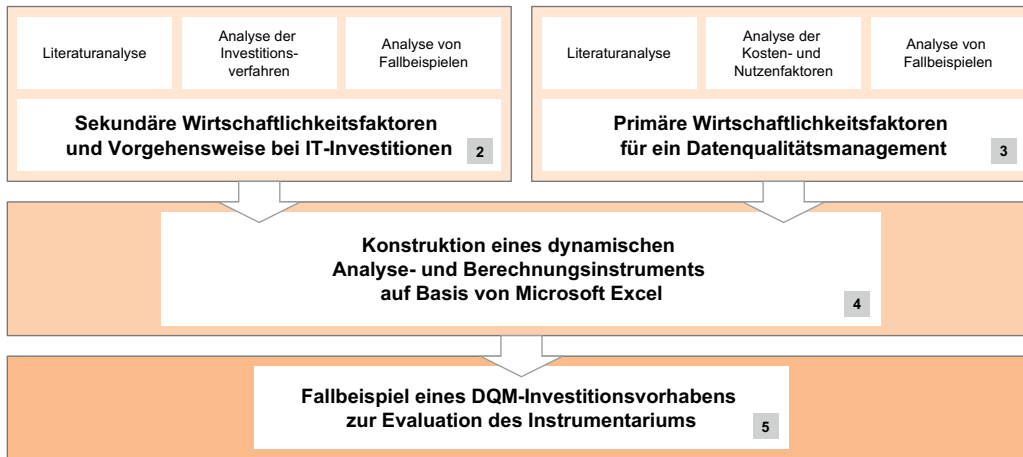 Literaturanalyse
Analyse der
Investitions-
verfahren
Analyse von
Fallbeispielen
Sekundäre Wirtschaftlichkeitsfaktoren
und Vorgehensweise bei IT-Investitionen
2
Literaturanalyse
Analyse der
Kosten- und
Nutzenfaktoren
Analyse von
Fallbeispielen
Primäre Wirtschaftlichkeitsfaktoren
für ein Datenqualitätsmanagement
3
Konstruktion eines dynamischen
Analyse- und Berechnungsinstruments
auf Basis von Microsoft Excel
4
Fallbeispiel eines DQM-Investitionsvorhabens
zur Evaluation des Instrumentariums
5